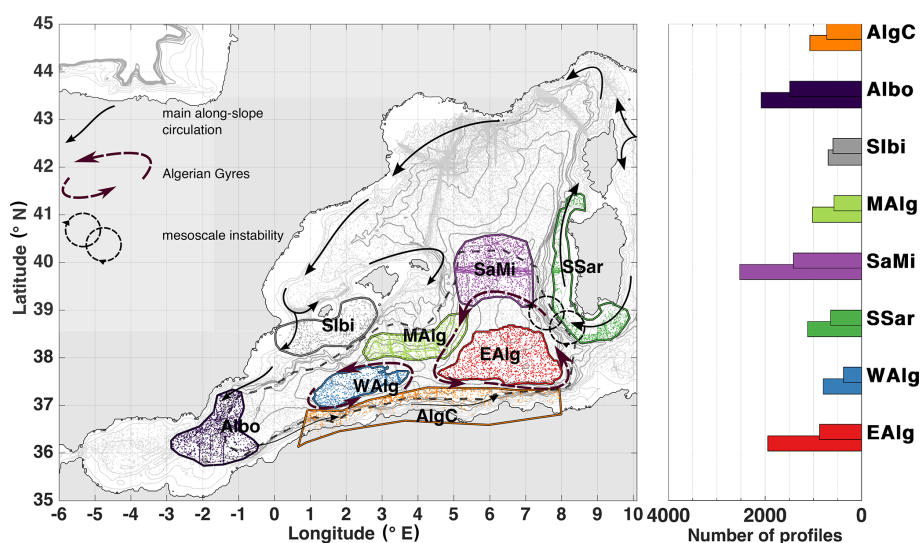 45
44
43
42
41
40
39
38
37
36
35
Latitude (° N)
-6 -5 -4 -3 -2 -1 0 1 2 3 4 5 6 7 8 9 10
Longitude (° E)
main along-slope
circulation
Algerian Gyres
mesoscale instability
SaMi
SSar
SIbi
MAlg
EAlg
WAlg
AlgC
Albo
AlgC
Albo
SIbi
MAlg
SaMi
SSar
WAlg
EAlg
4000 2000 0
Number of profiles